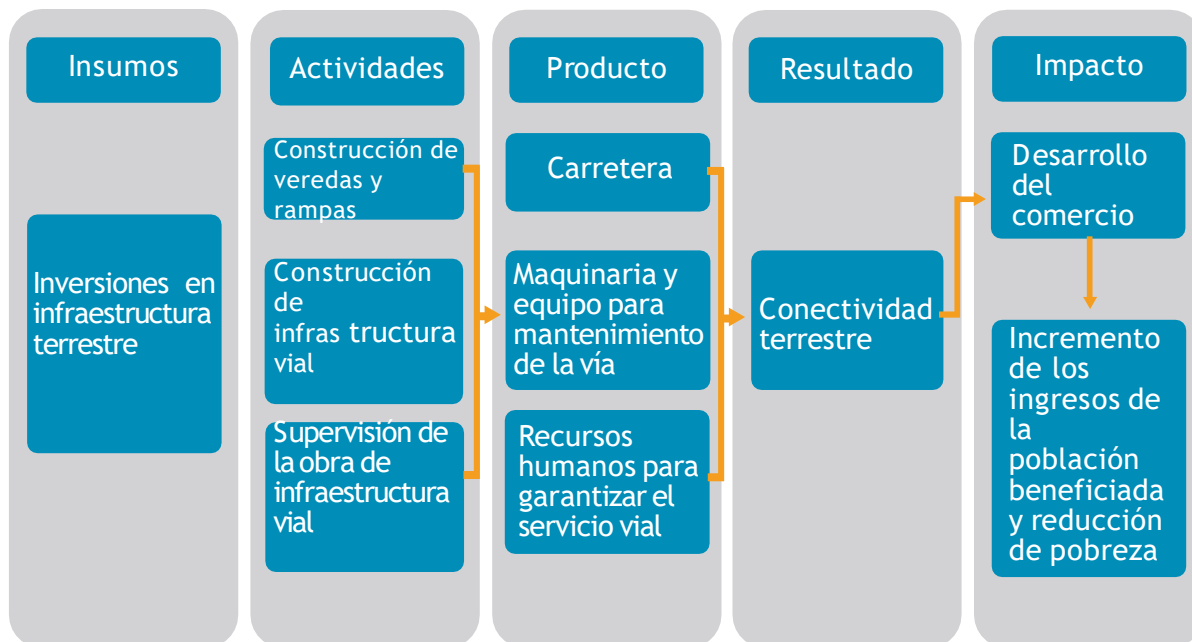 Insumos
Inversiones en
infraestructura
terrestre
Actividades
Construcción de
veredas y
rampas
Construcción
de
infras tructura
vial
Supervisión de
la obra de
infraestructura
vial
Producto
Carretera
Maquinaria y
equipo para
mantenimiento
de la vía
Recursos
humanos para
garantizar el
servicio vial
Resultado
Conectividad
terrestre
Impacto
Desarrollo
del
comercio
Incremento
de los
ingresos de
la
población
beneficiada
y reducción
de pobreza